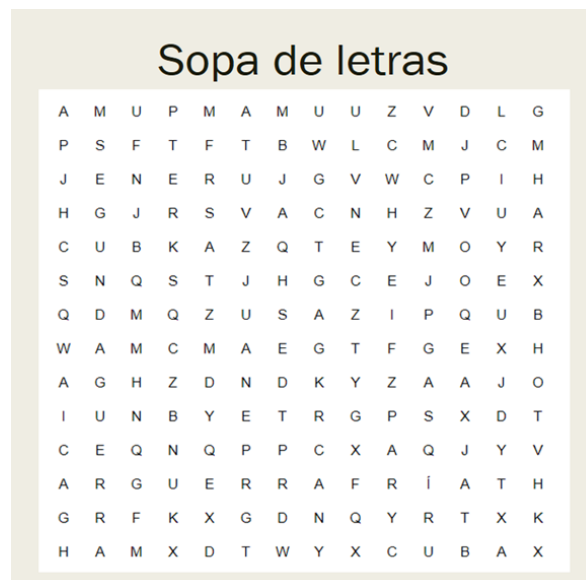 Sopa de letras
A M U P M A M U U Z V D L G
P S F T F T B W L C M J C M
J E N E R U J G V W C P I H
H G J R S V A C N H Z V U A
C U B K A Z Q T E Y M O Y R
S N Q S T J H G C E J O E X
Q D M Q Z U S A Z I P Q U B
W A M C M A E G T F G E X H
A G H Z D N D K Y Z A A J O
I U N B Y E T R G P S X D T
C E Q N Q P P C X A Q J Y V
A R G U E R R A F R Í A T H
G R F K X G D N Q Y R T X K
H A M X D T W Y X C U B A X